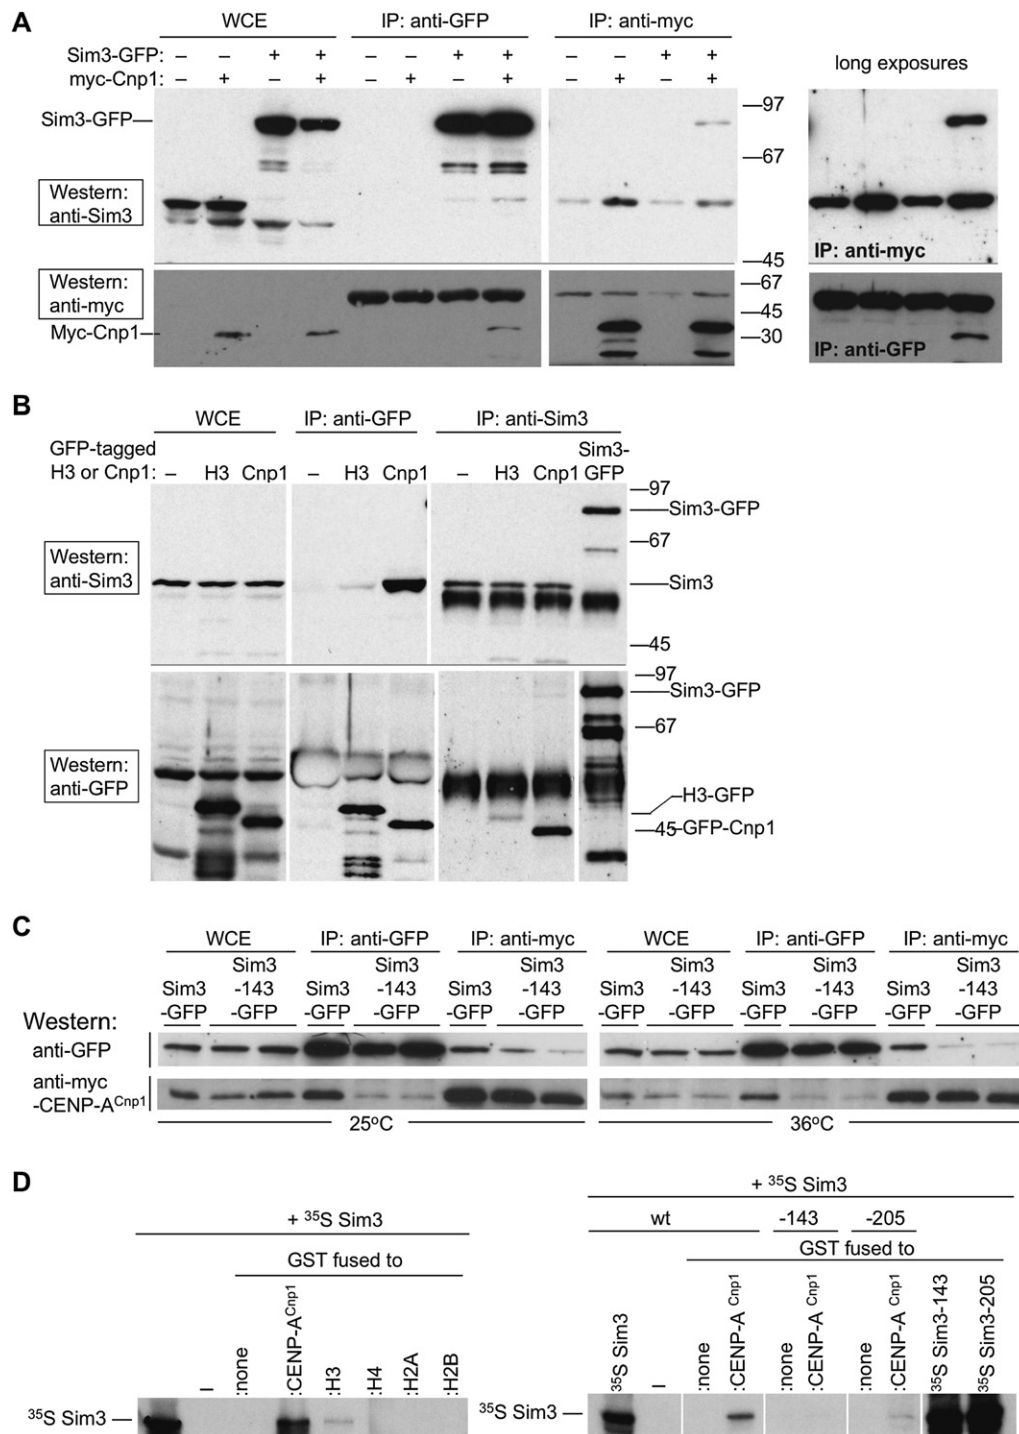 A
WCE IP: anti-GFP IP: anti-myc
Sim3-GFP: – – + + – – + + – – + +
myc-Cnp1: – + – + – + – + – + – +
long exposures
Sim3-GFP—
—97
—67
Western:
anti-Sim3
IP: anti-myc
—45
Western:
anti-myc
—67
—45
Myc-Cnp1—
—30
IP: anti-GFP
B
WCE IP: anti-GFP IP: anti-Sim3
GFP-tagged
H3 or Cnp1: – H3 Cnp1 – H3 Cnp1 – H3 Cnp1 Sim3-
GFP
—97
—Sim3-GFP
—67
Western:
anti-Sim3
—Sim3
—45
—97
—Sim3-GFP
—67
Western:
anti-GFP
H3-GFP
—45 GFP-Cnp1
C
WCE IP: anti-GFP IP: anti-myc WCE IP: anti-GFP IP: anti-myc
Sim3 Sim3 Sim3 Sim3 Sim3 Sim3
Sim3 -143 Sim3 -143 Sim3 -143 Sim3 -143 Sim3 -143 Sim3 -143
-GFP -GFP -GFP -GFP -GFP -GFP -GFP -GFP -GFP -GFP -GFP -GFP
Western:
anti-GFP
anti-myc
-CENP-A^Cnp1
25ºC 36ºC
D
+ ³⁵S Sim3
GST fused to
– :none :CENP-A^Cnp1 :H3 :H4 :H2A :H2B
³⁵S Sim3 —
+ ³⁵S Sim3
wt -143 -205
GST fused to
³⁵S Sim3 – :none :CENP-A^Cnp1 :none :CENP-A^Cnp1 :none :CENP-A^Cnp1 ³⁵S Sim3-143 ³⁵S Sim3-205
³⁵S Sim3 —